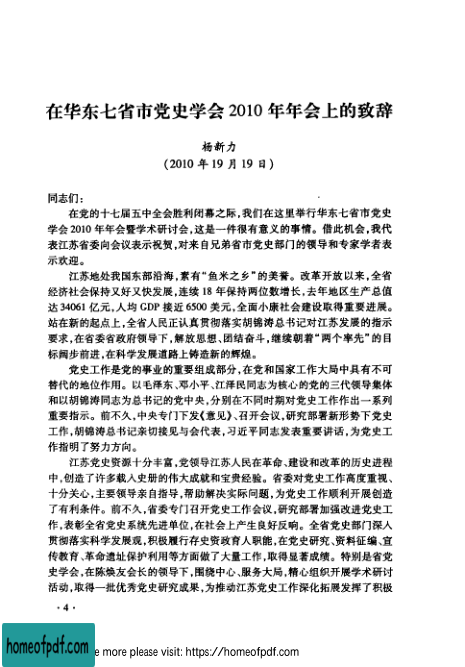 在华东七省市党史学会 2010 年年会上的致辞
杨新力
(2010 年 19 月 19 日)
同志们:
在党的十七届五中全会胜利闭幕之际,我们在这里举行华东七省市党史
学会 2010 年年会暨学术研讨会,这是一件很有意义的事情。借此机会,我代
表江苏省委向会议表示祝贺,对来自兄弟省市党史部门的领导和专家学者表
示欢迎。
江苏地处我国东部沿海,素有“鱼米之乡”的美誉。改革开放以来,全省
经济社会保持又好又快发展,连续 18 年保持两位数增长,去年地区生产总值
达 34061 亿元,人均 GDP 接近 6500 美元,全面小康社会建设取得重要进展。
站在新的起点上,全省人民正认真贯彻落实胡锦涛总书记对江苏发展的指示
要求,在省委省政府领导下,解放思想、团结奋斗,继续朝着“两个率先”的目
标阔步前进,在科学发展道路上铸造新的辉煌。
党史工作是党的事业的重要组成部分,在党和国家工作大局中具有不可
替代的地位作用。以毛泽东、邓小平、江泽民同志为核心的党的三代领导集体
和以胡锦涛同志为总书记的党中央,分别在不同时期对党史工作作出一系列
重要指示。前不久,中央专门下发《意见》、召开会议,研究部署新形势下党史工
作,胡锦涛总书记亲切接见与会代表,习近平同志发表重要讲话,为党史工
作指明了努力方向。
江苏党史资源十分丰富,党领导江苏人民在革命、建设和改革的历史进程
中,创造了许多载入史册的伟大成就和宝贵经验。省委对党史工作高度重视、
十分关心,主要领导亲自指导,帮助解决实际问题,为党史工作顺利开展创造
了有利条件。前不久,省委专门召开党史工作会议,研究部署加强改进党史工
作,表彰全省党史系统先进单位,在社会上产生良好反响。全省党史部门深入
贯彻落实科学发展观,积极履行存史资政育人职能,在党史研究、资料征编、宣
传教育、革命遗址保护利用等方面做了大量工作,取得显著成绩。特别是省党
史学会,在陈焕友会长的领导下,围绕中心、服务大局,精心组织开展学术研讨
活动,取得一批优秀党史研究成果,为推动江苏党史工作深化拓展发挥了积极
· 4 ·
homeofpdf.com
e more please visit: https://homeofpdf.com